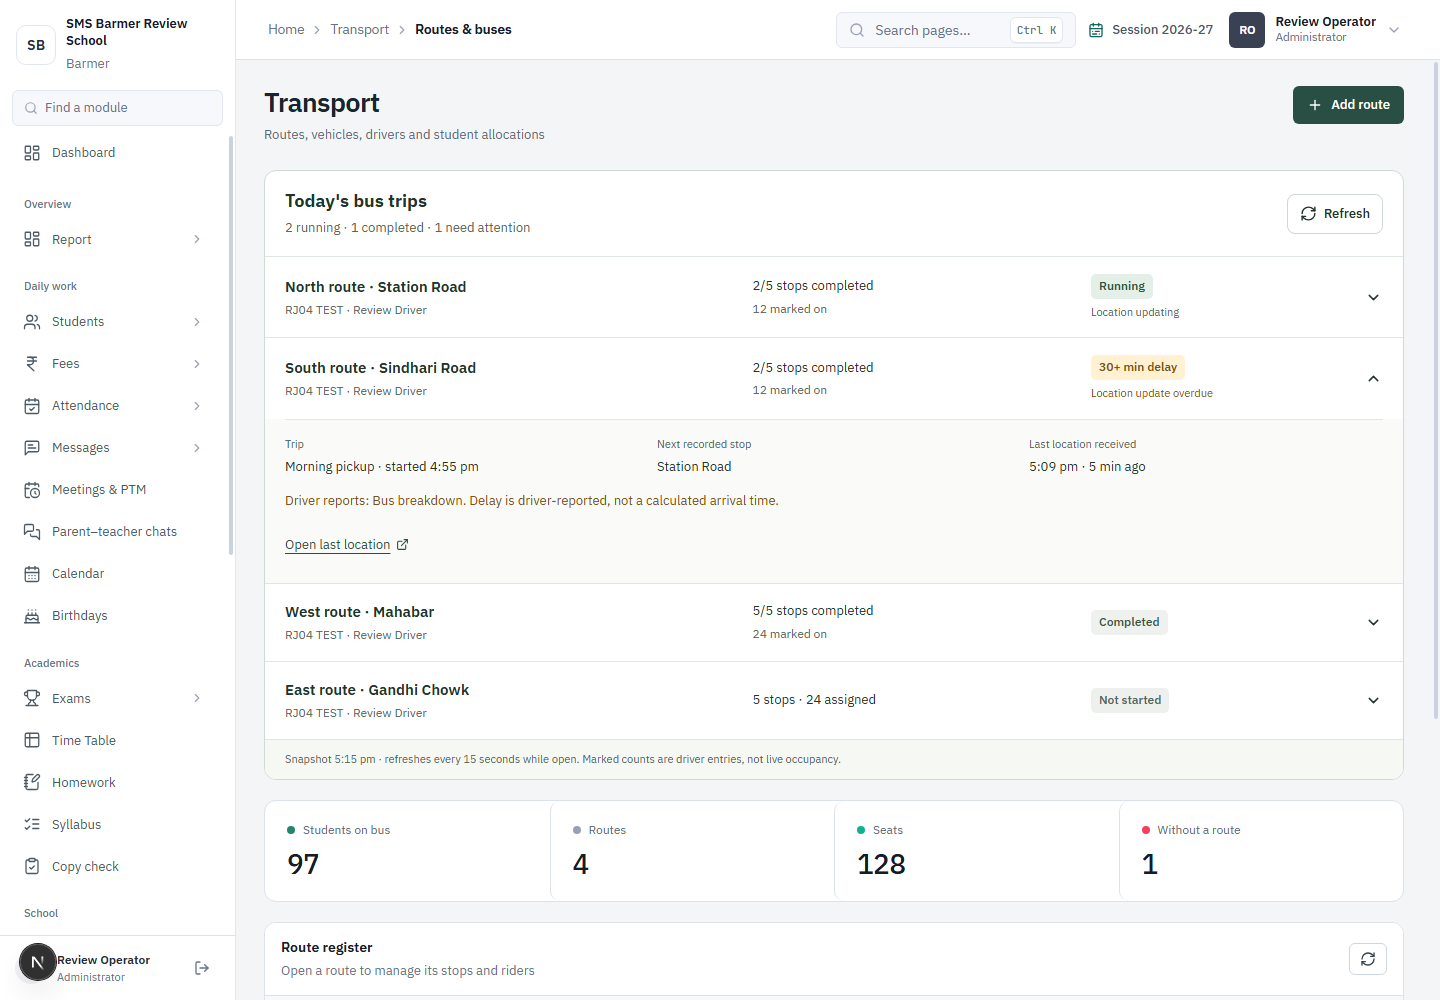 SMS Barmer Review
School
SB
Barmer
Find a module
Dashboard
Overview
Report
Daily work
Students
Fees
Attendance
Messages
Meetings & PTM
Parent–teacher chats
Calendar
Birthdays
Academics
Exams
Time Table
Homework
Syllabus
Copy check
School
N
Review Operator
Administrator
Home > Transport > Routes & buses
Search pages...
Ctrl K
Session 2026-27
RO
Review Operator
Administrator
Transport
Routes, vehicles, drivers and student allocations
Add route
Today's bus trips
2 running · 1 completed · 1 need attention
Refresh
North route · Station Road
RJ04 TEST · Review Driver
2/5 stops completed
12 marked on
Running
Location updating
South route · Sindhari Road
RJ04 TEST · Review Driver
2/5 stops completed
12 marked on
30+ min delay
Location update overdue
Trip
Morning pickup · started 4:55 pm
Next recorded stop
Station Road
Last location received
5:09 pm · 5 min ago
Driver reports: Bus breakdown. Delay is driver-reported, not a calculated arrival time.
Open last location
West route · Mahabar
RJ04 TEST · Review Driver
5/5 stops completed
24 marked on
Completed
East route · Gandhi Chowk
RJ04 TEST · Review Driver
5 stops · 24 assigned
Not started
Snapshot 5:15 pm · refreshes every 15 seconds while open. Marked counts are driver entries, not live occupancy.
Students on bus
97
Routes
4
Seats
128
Without a route
1
Route register
Open a route to manage its stops and riders